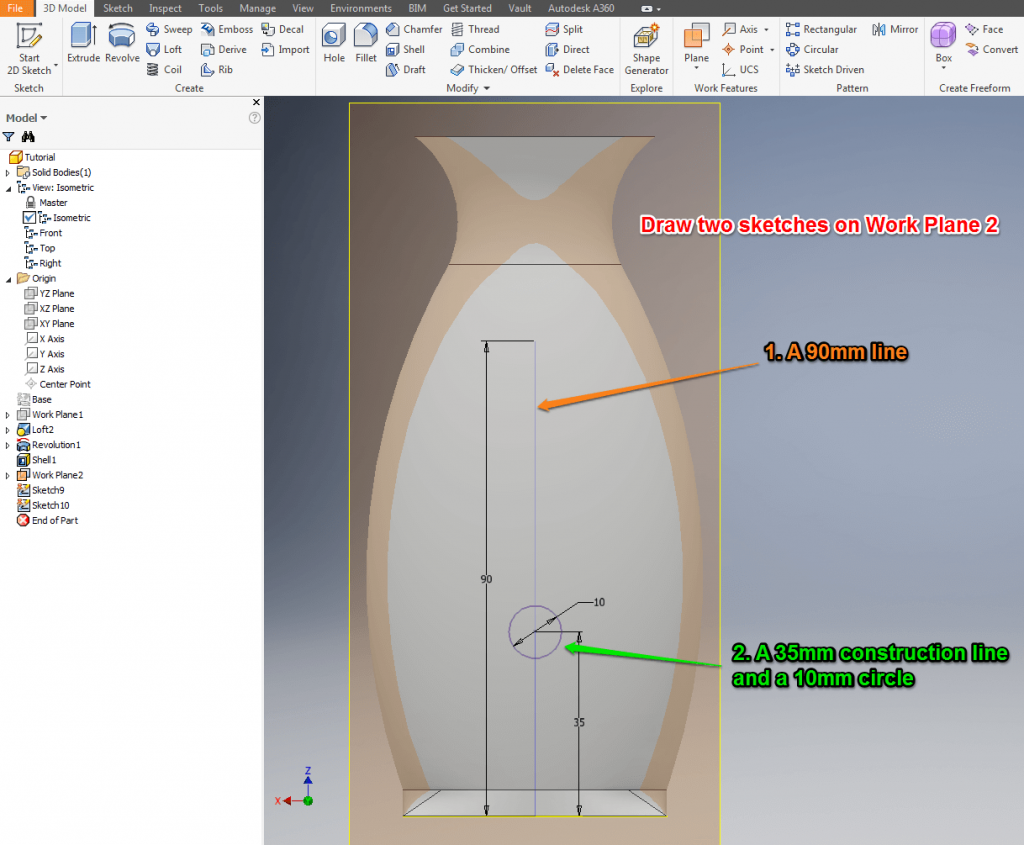 File 3D Model Sketch Inspect Tools Manage View Environments BIM Get Started Vault Autodesk A360
Start
2D Sketch
Sketch
Extrude Revolve
Sweep Emboss Decal
Loft Derive Import
Coil Rib
Create
Hole Fillet
Chamfer Thread Split
Shell Combine Direct
Draft Thicken/ Offset Delete Face
Modify
Shape
Generator
Explore
Plane
Axis
Point
UCS
Work Features
Rectangular Mirror
Circular
Sketch Driven
Pattern
Box
Face
Convert
Create Freeform
Model
Tutorial
Solid Bodies(1)
View: Isometric
Master
Isometric
Front
Top
Right
Origin
YZ Plane
XZ Plane
XY Plane
X Axis
Y Axis
Z Axis
Center Point
Base
Work Plane1
Loft2
Revolution1
Shell1
Work Plane2
Sketch9
Sketch10
End of Part
Draw two sketches on Work Plane 2
1. A 90mm line
90
10
2. A 35mm construction line
and a 10mm circle
35
Z
X